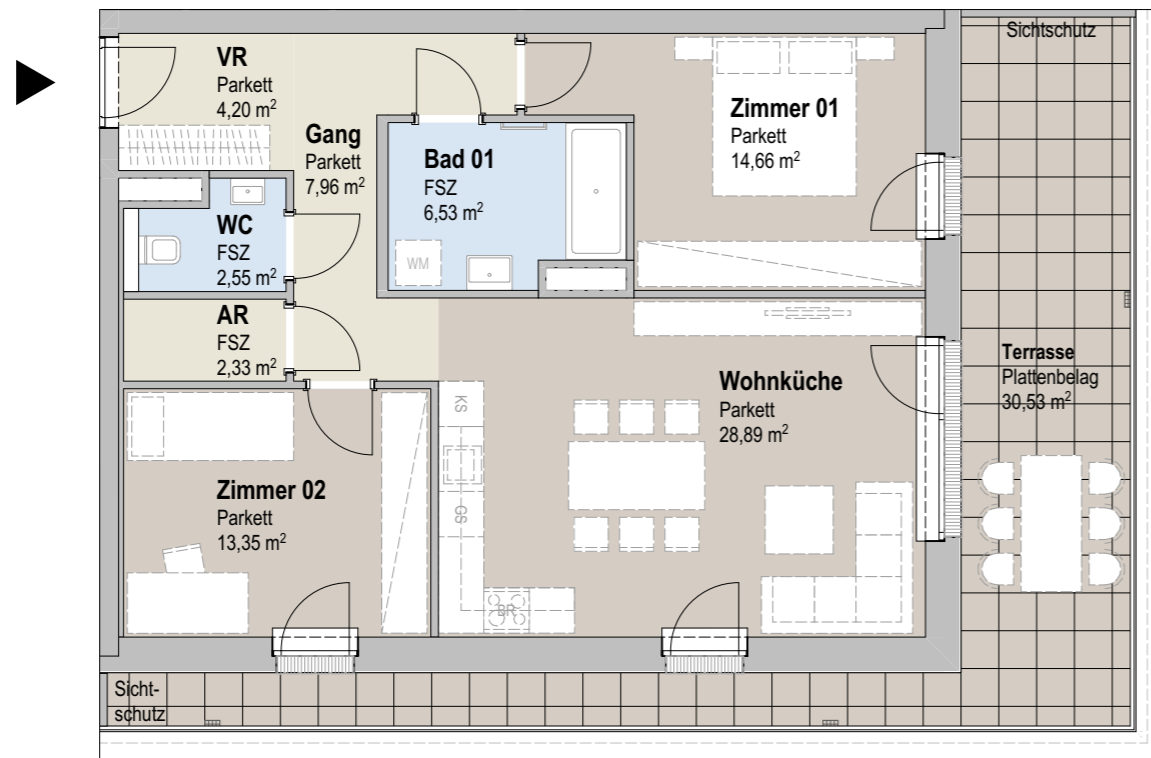 Sichtschutz
VR
Parkett
4,20 m²
Gang
Parkett
7,96 m²
Bad 01
FSZ
6,53 m²
WM
Zimmer 01
Parkett
14,66 m²
WC
FSZ
2,55 m²
AR
FSZ
2,33 m²
Wohnküche
Parkett
28,89 m²
KS
GS
BR
Terrasse
Plattenbelag
30,53 m²
Zimmer 02
Parkett
13,35 m²
Sicht-
schutz